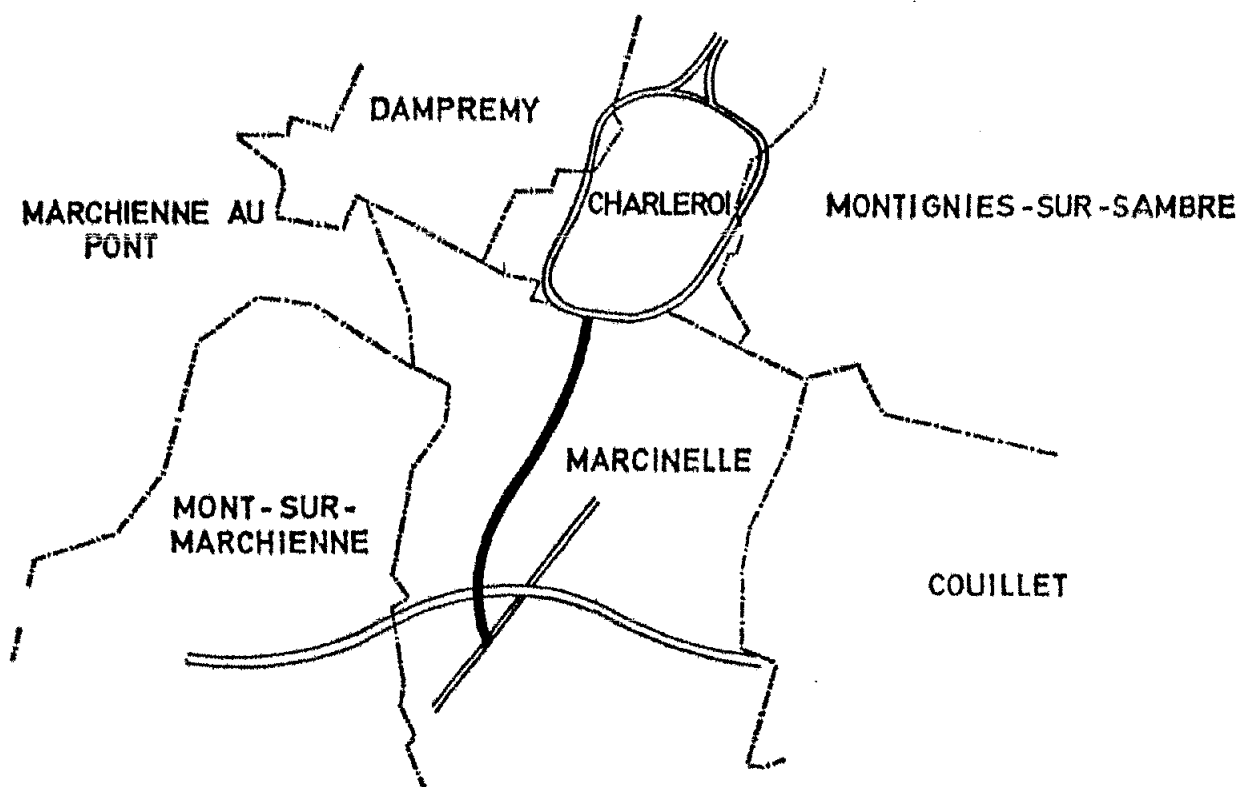 DAMPREMY
CHARLEROI
MARCHIENNE AU
PONT
MONTIGNIES-SUR-SAMBRE
MARCINELLE
MONT-SUR-
MARCHIENNE
COUILLET